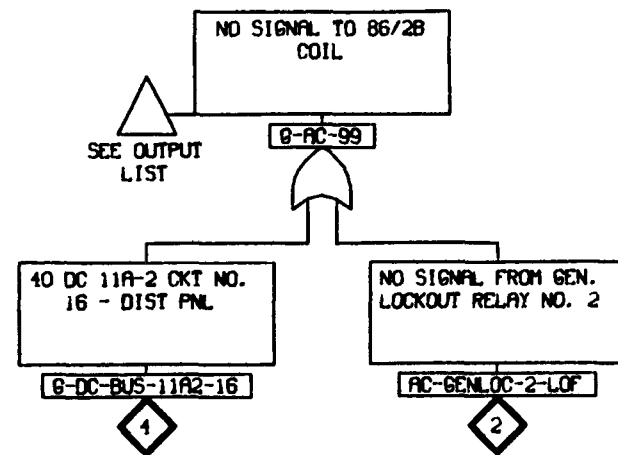 NO SIGNAL TO 86/2B
COIL
G-AC-99
SEE OUTPUT
LIST
40 DC 11A-2 CKT NO.
16 - DIST PNL
G-DC-BUS-11A2-16
4
NO SIGNAL FROM GEN.
LOCKOUT RELAY NO. 2
AC-GENLOC-2-LOF
2